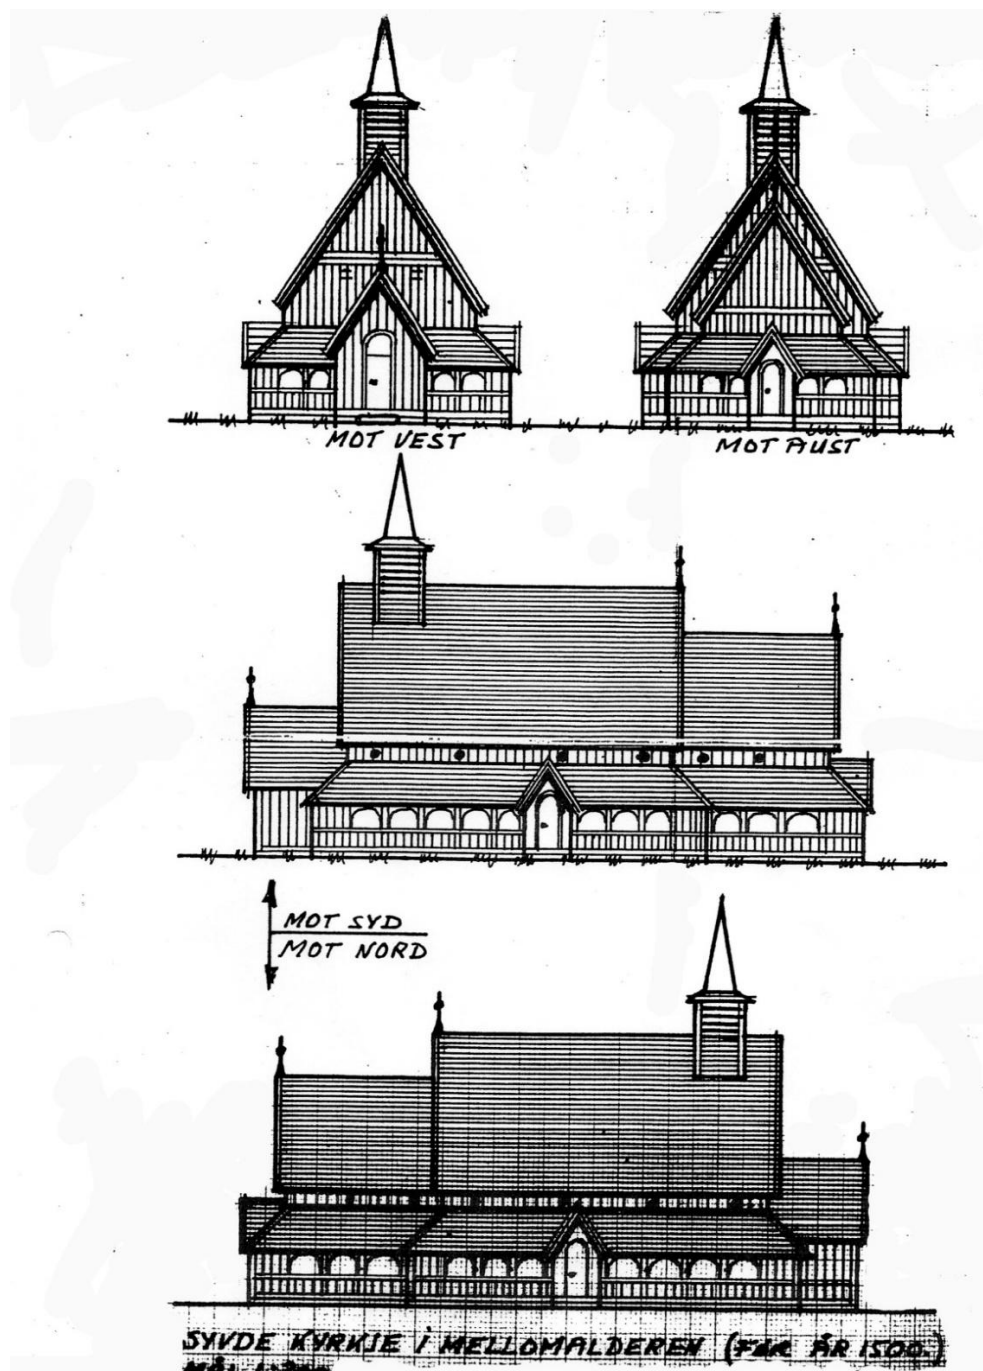 MOT VEST
MOT AUST
MOT SYD
MOT NORD
SYVDE KYRKJE I MELLOMALDEREN (FØR ÅR 1500.)